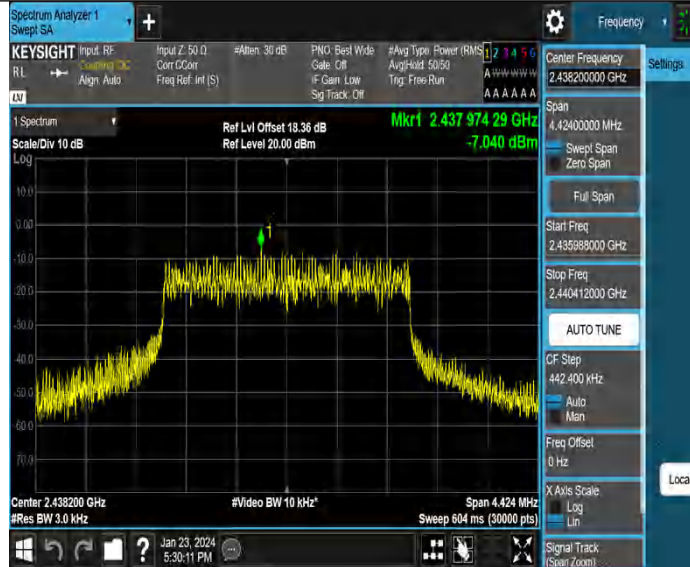 Spectrum Analyzer 1
Swept SA
+
Frequency
KEYSIGHT
RL
Input: RF
Coupling: DC
Align: Auto
Input Z: 50 Ω
Corr CCorr
Freq Ref: Int (S)
#Atten: 30 dB
PNO: Best Wide
Gate: Off
IF Gain: Low
Sig Track: Off
#Avg Type: Power (RMS
Avg|Hold: 50/50
Trig: Free Run
1 2 3 4 5 6
A W W W W W
A A A A A A
LXI
1 Spectrum
Scale/Div 10 dB
Log
Ref Lvl Offset 18.36 dB
Ref Level 20.00 dBm
Mkr1 2.437 974 29 GHz
-7.040 dBm
1
10.0
0.00
-10.0
-20.0
-30.0
-40.0
-50.0
-60.0
-70.0
Center 2.438200 GHz
#Res BW 3.0 kHz
#Video BW 10 kHz*
Span 4.424 MHz
Sweep 604 ms (30000 pts)
Center Frequency
2.438200000 GHz
Settings
Span
4.42400000 MHz
Swept Span
Zero Span
Full Span
Start Freq
2.435988000 GHz
Stop Freq
2.440412000 GHz
AUTO TUNE
CF Step
442.400 kHz
Auto
Man
Freq Offset
0 Hz
X Axis Scale
Log
Lin
Loca
Signal Track
(Span Zoom)
?
Jan 23, 2024
5:30:11 PM